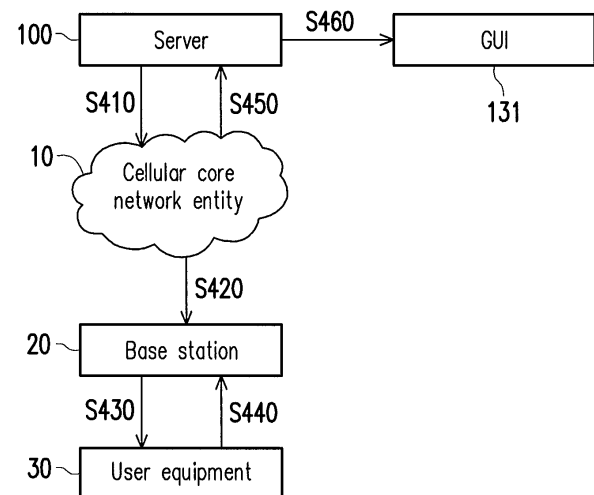 100
Server
S460
GUI
131
S410
S450
10
Cellular core
network entity
S420
20
Base station
S430
S440
30
User equipment